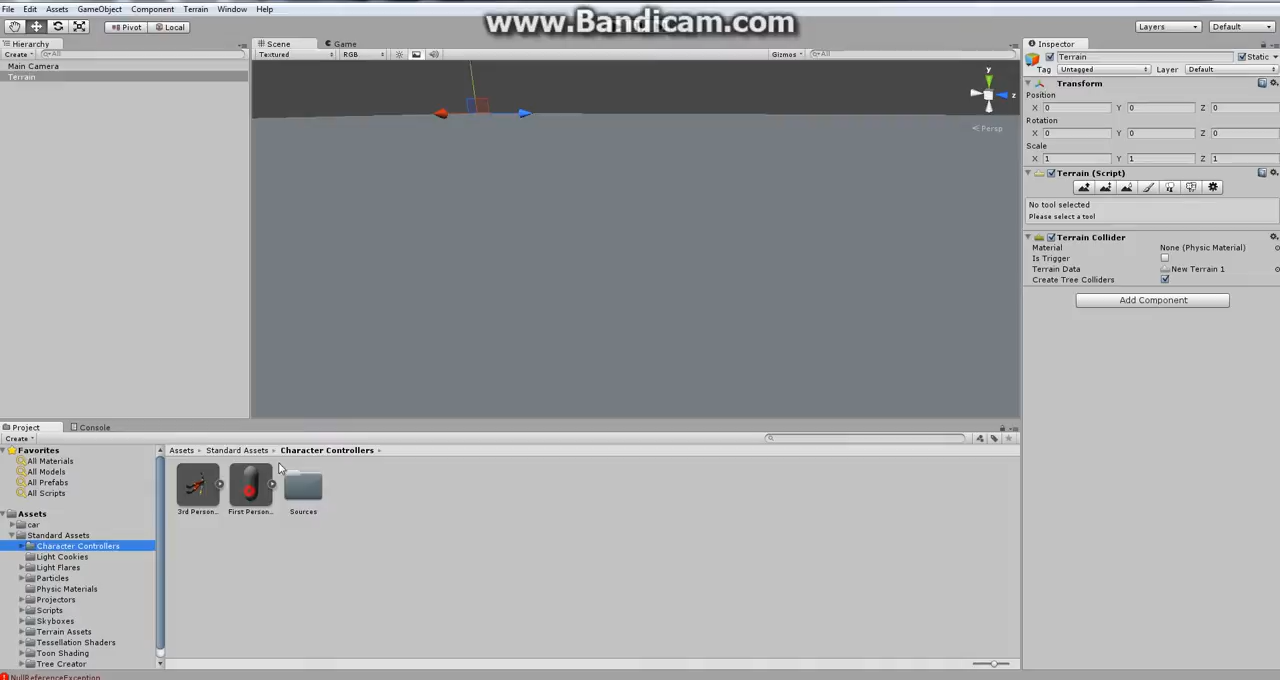 www.Bandicam.com
File Edit Assets GameObject Component Terrain Window Help
Pivot Local Layers Default
Hierarchy
Create All
Main Camera
Terrain
Scene Game
Textured RGB Gizmos All
y
z
Persp
Inspector
Terrain Static
Tag Untagged Layer Default
Transform
Position
X 0 Y 0 Z 0
Rotation
X 0 Y 0 Z 0
Scale
X 1 Y 1 Z 1
Terrain (Script)
No tool selected
Please select a tool
Terrain Collider
Material None (Physic Material)
Is Trigger
Terrain Data New Terrain 1
Create Tree Colliders
Add Component
Project Console
Create
Favorites
All Materials
All Models
All Prefabs
All Scripts
Assets
car
Standard Assets
Character Controllers
Light Cookies
Light Flares
Particles
Physic Materials
Projectors
Scripts
Skyboxes
Terrain Assets
Tessellation Shaders
Toon Shading
Tree Creator
Assets Standard Assets Character Controllers
3rd Person... First Person... Sources
NullReferenceException